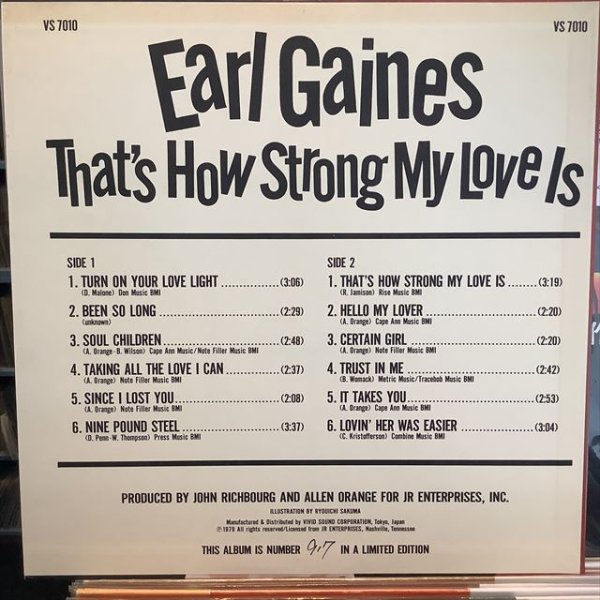 VS 7010
VS 7010
Earl Gaines
That's How Strong My Love Is
SIDE 1
1. TURN ON YOUR LOVE LIGHT ..............(3:06)
(D. Malone) Don Music BMI
2. BEEN SO LONG ..............................(2:29)
(unknown)
3. SOUL CHILDREN ............................(2:48)
(A. Orange-B. Wilson) Cape Ann Music/Note Filler Music BMI
4. TAKING ALL THE LOVE I CAN .............(2:37)
(A. Orange) Note Filler Music BMI
5. SINCE I LOST YOU..........................(2:08)
(A. Orange) Note Filler Music BMI
6. NINE POUND STEEL.........................(3:37)
(D. Penn-W. Thompson) Press Music BMI
SIDE 2
1. THAT'S HOW STRONG MY LOVE IS ......(3:19)
(R. Jamison) Rise Music BMI
2. HELLO MY LOVER ..........................(2:20)
(A. Orange) Cape Ann Music BMI
3. CERTAIN GIRL ..............................(2:20)
(A. Orange) Note Filler Music BMI
4. TRUST IN ME ................................(2:42)
(B. Womack) Metric Music/Tracebob Music BMI
5. IT TAKES YOU...............................(2:53)
(A. Orange) Cape Ann Music BMI
6. LOVIN' HER WAS EASIER .................(3:04)
(C. Kristofferson) Combine Music BMI
PRODUCED BY JOHN RICHBOURG AND ALLEN ORANGE FOR JR ENTERPRISES, INC.
ILLUSTRATION BY RYOUICHI SAKUMA
Manufactured & Distributed by VIVID SOUND CORPORATION, Tokyo, Japan
℗1979 All rights reserved/Licensed from JR ENTERPRISES, Nashville, Tennessee
THIS ALBUM IS NUMBER IN A LIMITED EDITION